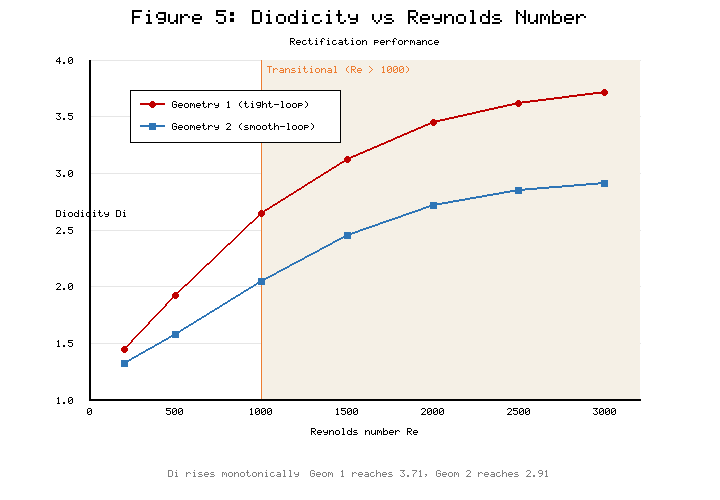 Figure 5: Diodicity vs Reynolds Number
Rectification performance
4.0
Transitional (Re > 1000)
Geometry 1 (tight-loop)
3.5
Geometry 2 (smooth-loop)
3.0
Diodicity Di
2.5
2.0
1.5
1.0
0 500 1000 1500 2000 2500 3000
Reynolds number Re
Di rises monotonically Geom 1 reaches 3.71, Geom 2 reaches 2.91